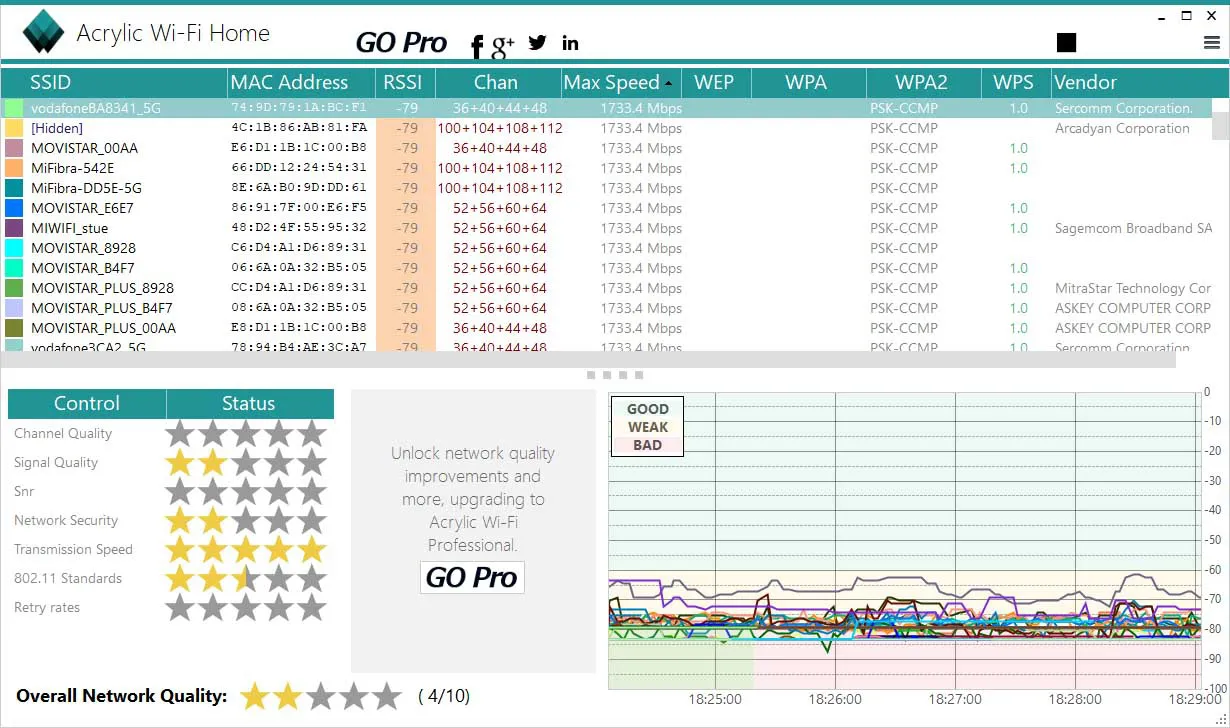 Acrylic Wi-Fi Home
GO Pro f g+ in
SSID MAC Address RSSI Chan Max Speed WEP WPA WPA2 WPS Vendor
vodafoneBA8341_5G 74:9D:79:1A:BC:F1 -79 36+40+44+48 1733.4 Mbps PSK-CCMP 1.0 Sercomm Corporation.
[Hidden] 4C:1B:86:AB:81:FA -79 100+104+108+112 1733.4 Mbps PSK-CCMP Arcadyan Corporation
MOVISTAR_00AA E6:D1:1B:1C:00:B8 -79 36+40+44+48 1733.4 Mbps PSK-CCMP 1.0
MiFibra-542E 66:DD:12:24:54:31 -79 100+104+108+112 1733.4 Mbps PSK-CCMP 1.0
MiFibra-DD5E-5G 8E:6A:B0:9D:DD:61 -79 100+104+108+112 1733.4 Mbps PSK-CCMP
MOVISTAR_E6E7 86:91:7F:00:E6:F5 -79 52+56+60+64 1733.4 Mbps PSK-CCMP 1.0
MIWIFI_stue 48:D2:4F:55:95:32 -79 52+56+60+64 1733.4 Mbps PSK-CCMP 1.0 Sagemcom Broadband SA
MOVISTAR_8928 C6:D4:A1:D6:89:31 -79 52+56+60+64 1733.4 Mbps PSK-CCMP
MOVISTAR_B4F7 06:6A:0A:32:B5:05 -79 52+56+60+64 1733.4 Mbps PSK-CCMP 1.0
MOVISTAR_PLUS_8928 CC:D4:A1:D6:89:31 -79 52+56+60+64 1733.4 Mbps PSK-CCMP 1.0 MitraStar Technology Cor
MOVISTAR_PLUS_B4F7 08:6A:0A:32:B5:05 -79 52+56+60+64 1733.4 Mbps PSK-CCMP 1.0 ASKEY COMPUTER CORP
MOVISTAR_PLUS_00AA E8:D1:1B:1C:00:B8 -79 36+40+44+48 1733.4 Mbps PSK-CCMP 1.0 ASKEY COMPUTER CORP
vodafone3CA2_5G 78:94:B4:AE:3C:A7 -79 36+40+44+48 1733.4 Mbps PSK-CCMP 1.0 Sercomm Corporation
Control Status
Channel Quality
Signal Quality
Snr
Network Security
Transmission Speed
802.11 Standards
Retry rates
Overall Network Quality: ( 4/10)
Unlock network quality
improvements and
more, upgrading to
Acrylic Wi-Fi
Professional.
GO Pro
GOOD
WEAK
BAD
0
-10
-20
-30
-40
-50
-60
-70
-80
-90
-100
18:25:00 18:26:00 18:27:00 18:28:00 18:29:00